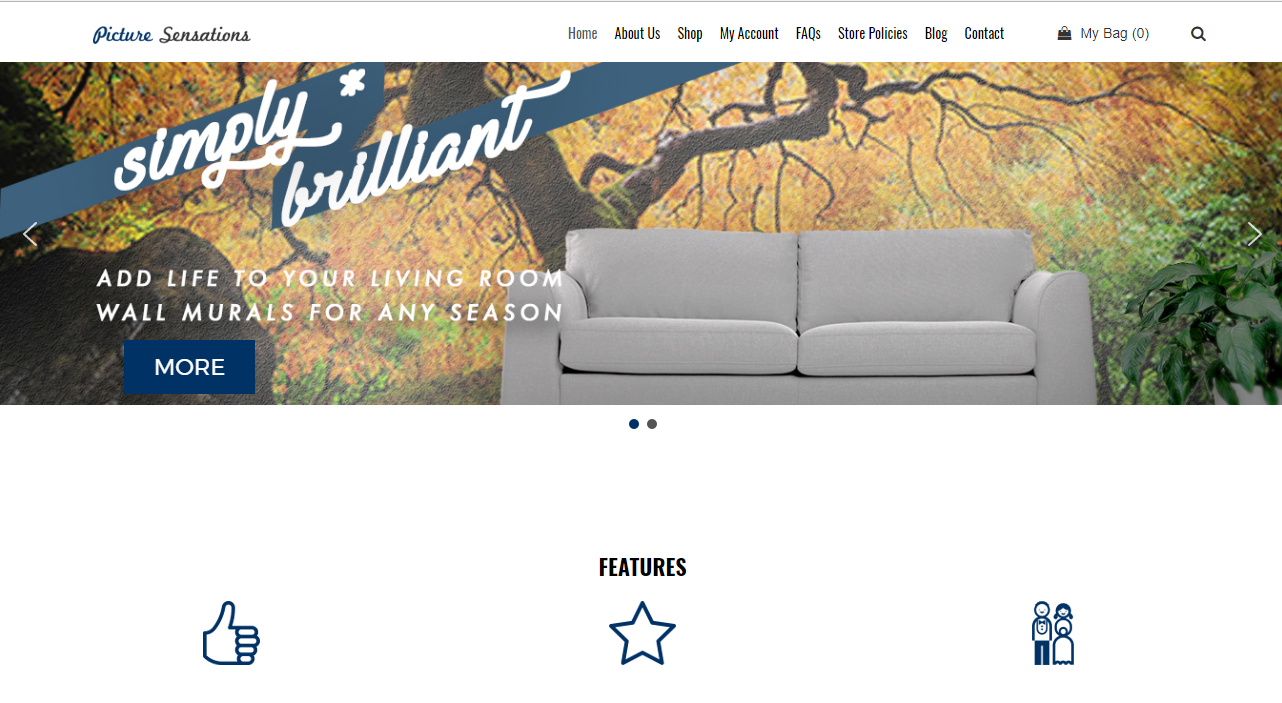 Picture Sensations
Home About Us Shop My Account FAQs Store Policies Blog Contact My Bag (0)
simply
brilliant
ADD LIFE TO YOUR LIVING ROOM
WALL MURALS FOR ANY SEASON
MORE
FEATURES